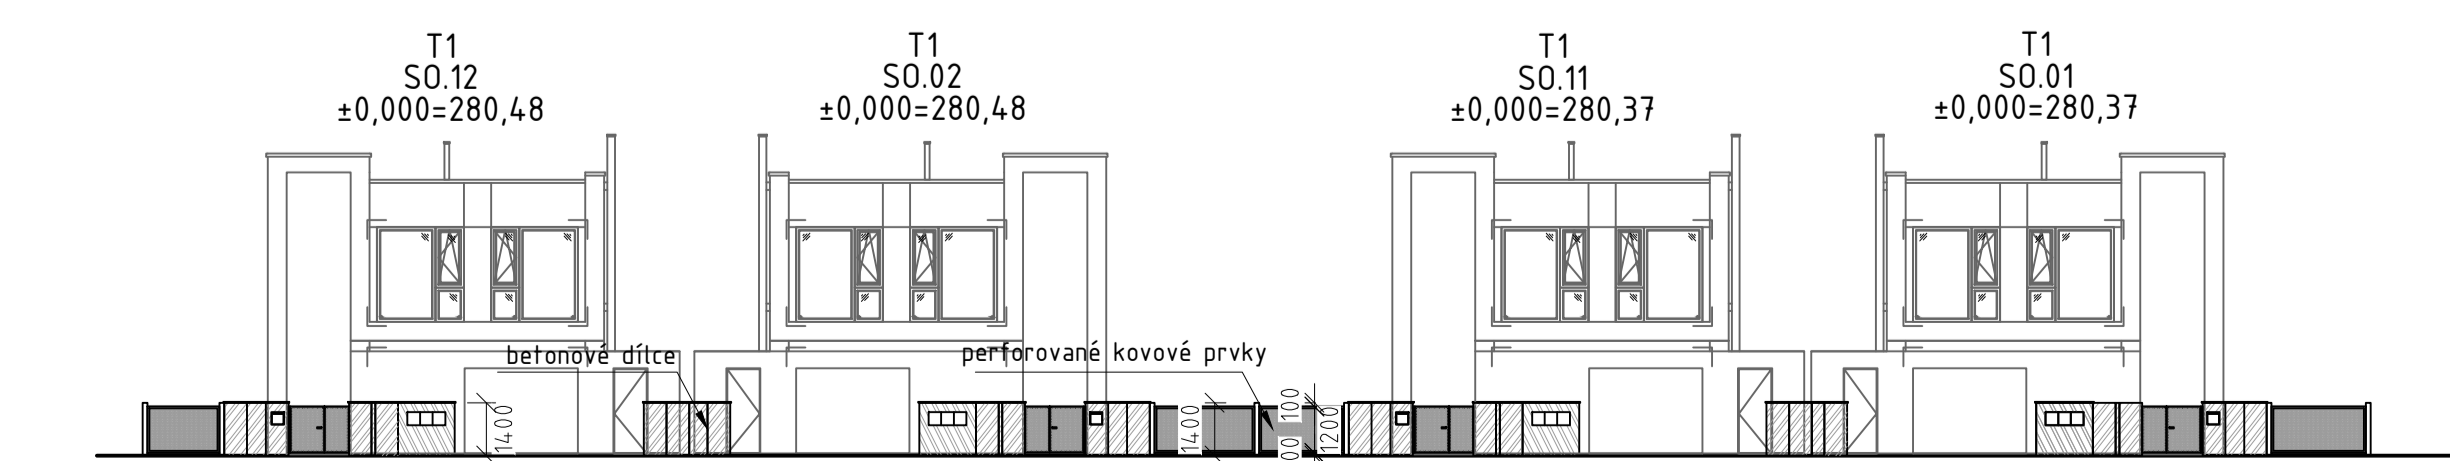 T1
SO.12
±0,000=280,48
T1
SO.02
±0,000=280,48
T1
SO.11
±0,000=280,37
T1
SO.01
±0,000=280,37
betonové dílce
perforované kovové prvky
1400
1400
100
1200